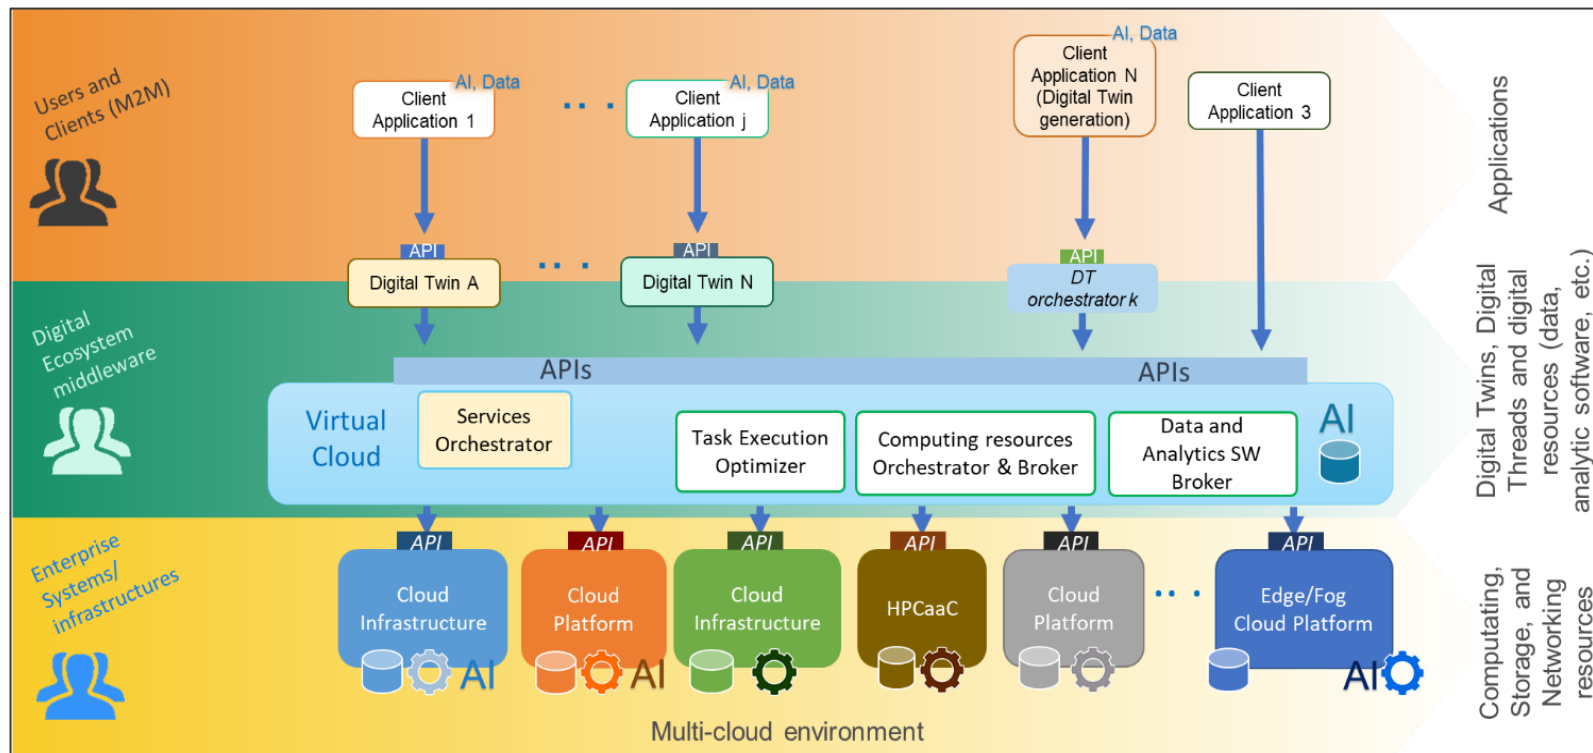 Users and
Clients (M2M)
AI, Data
Client
Application 1
AI, Data
Client
Application j
AI, Data
Client
Application N
(Digital Twin
generation)
Client
Application 3
Applications
API
Digital Twin A
API
Digital Twin N
API
DT
orchestrator k
Digital
Ecosystem
middleware
APIs
APIs
Virtual
Cloud
Services
Orchestrator
Task Execution
Optimizer
Computing resources
Orchestrator & Broker
Data and
Analytics SW
Broker
AI
Digital Twins, Digital
Threads and digital
resources (data,
analytic software, etc.)
Enterprise
Systems/
infrastructures
API
Cloud
Infrastructure
AI
API
Cloud
Platform
AI
API
Cloud
Infrastructure
API
HPCaaC
API
Cloud
Platform
API
Edge/Fog
Cloud Platform
AI
Computating,
Storage, and
Networking
resources
Multi-cloud environment